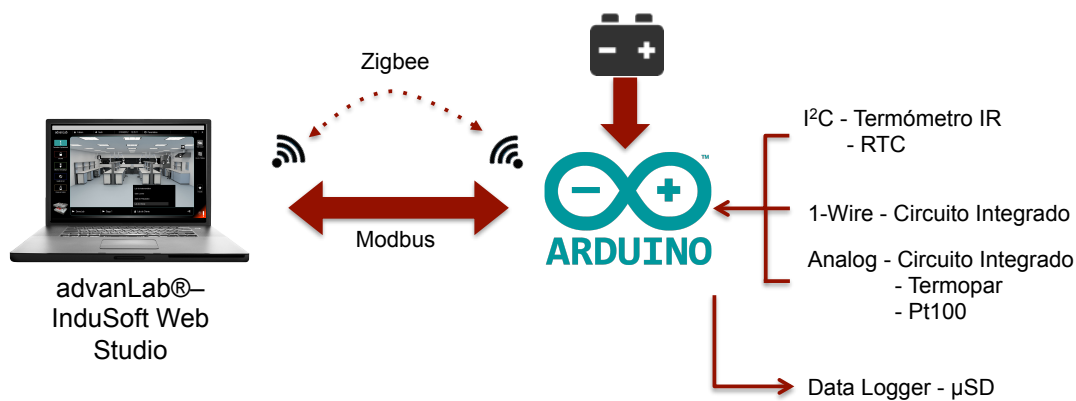 Zigbee
Modbus
advanLab®–
InduSoft Web
Studio
TM
ARDUINO
I²C - Termómetro IR
- RTC
1-Wire - Circuito Integrado
Analog - Circuito Integrado
- Termopar
- Pt100
Data Logger - µSD